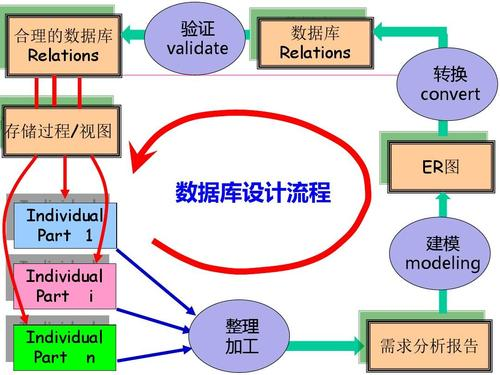 合理的数据库
Relations
验证
validate
数据库
Relations
转换
convert
存储过程/视图
ER图
数据库设计流程
Individual
Part 1
建模
modeling
Individual
Part i
整理
加工
需求分析报告
Individual
Part n